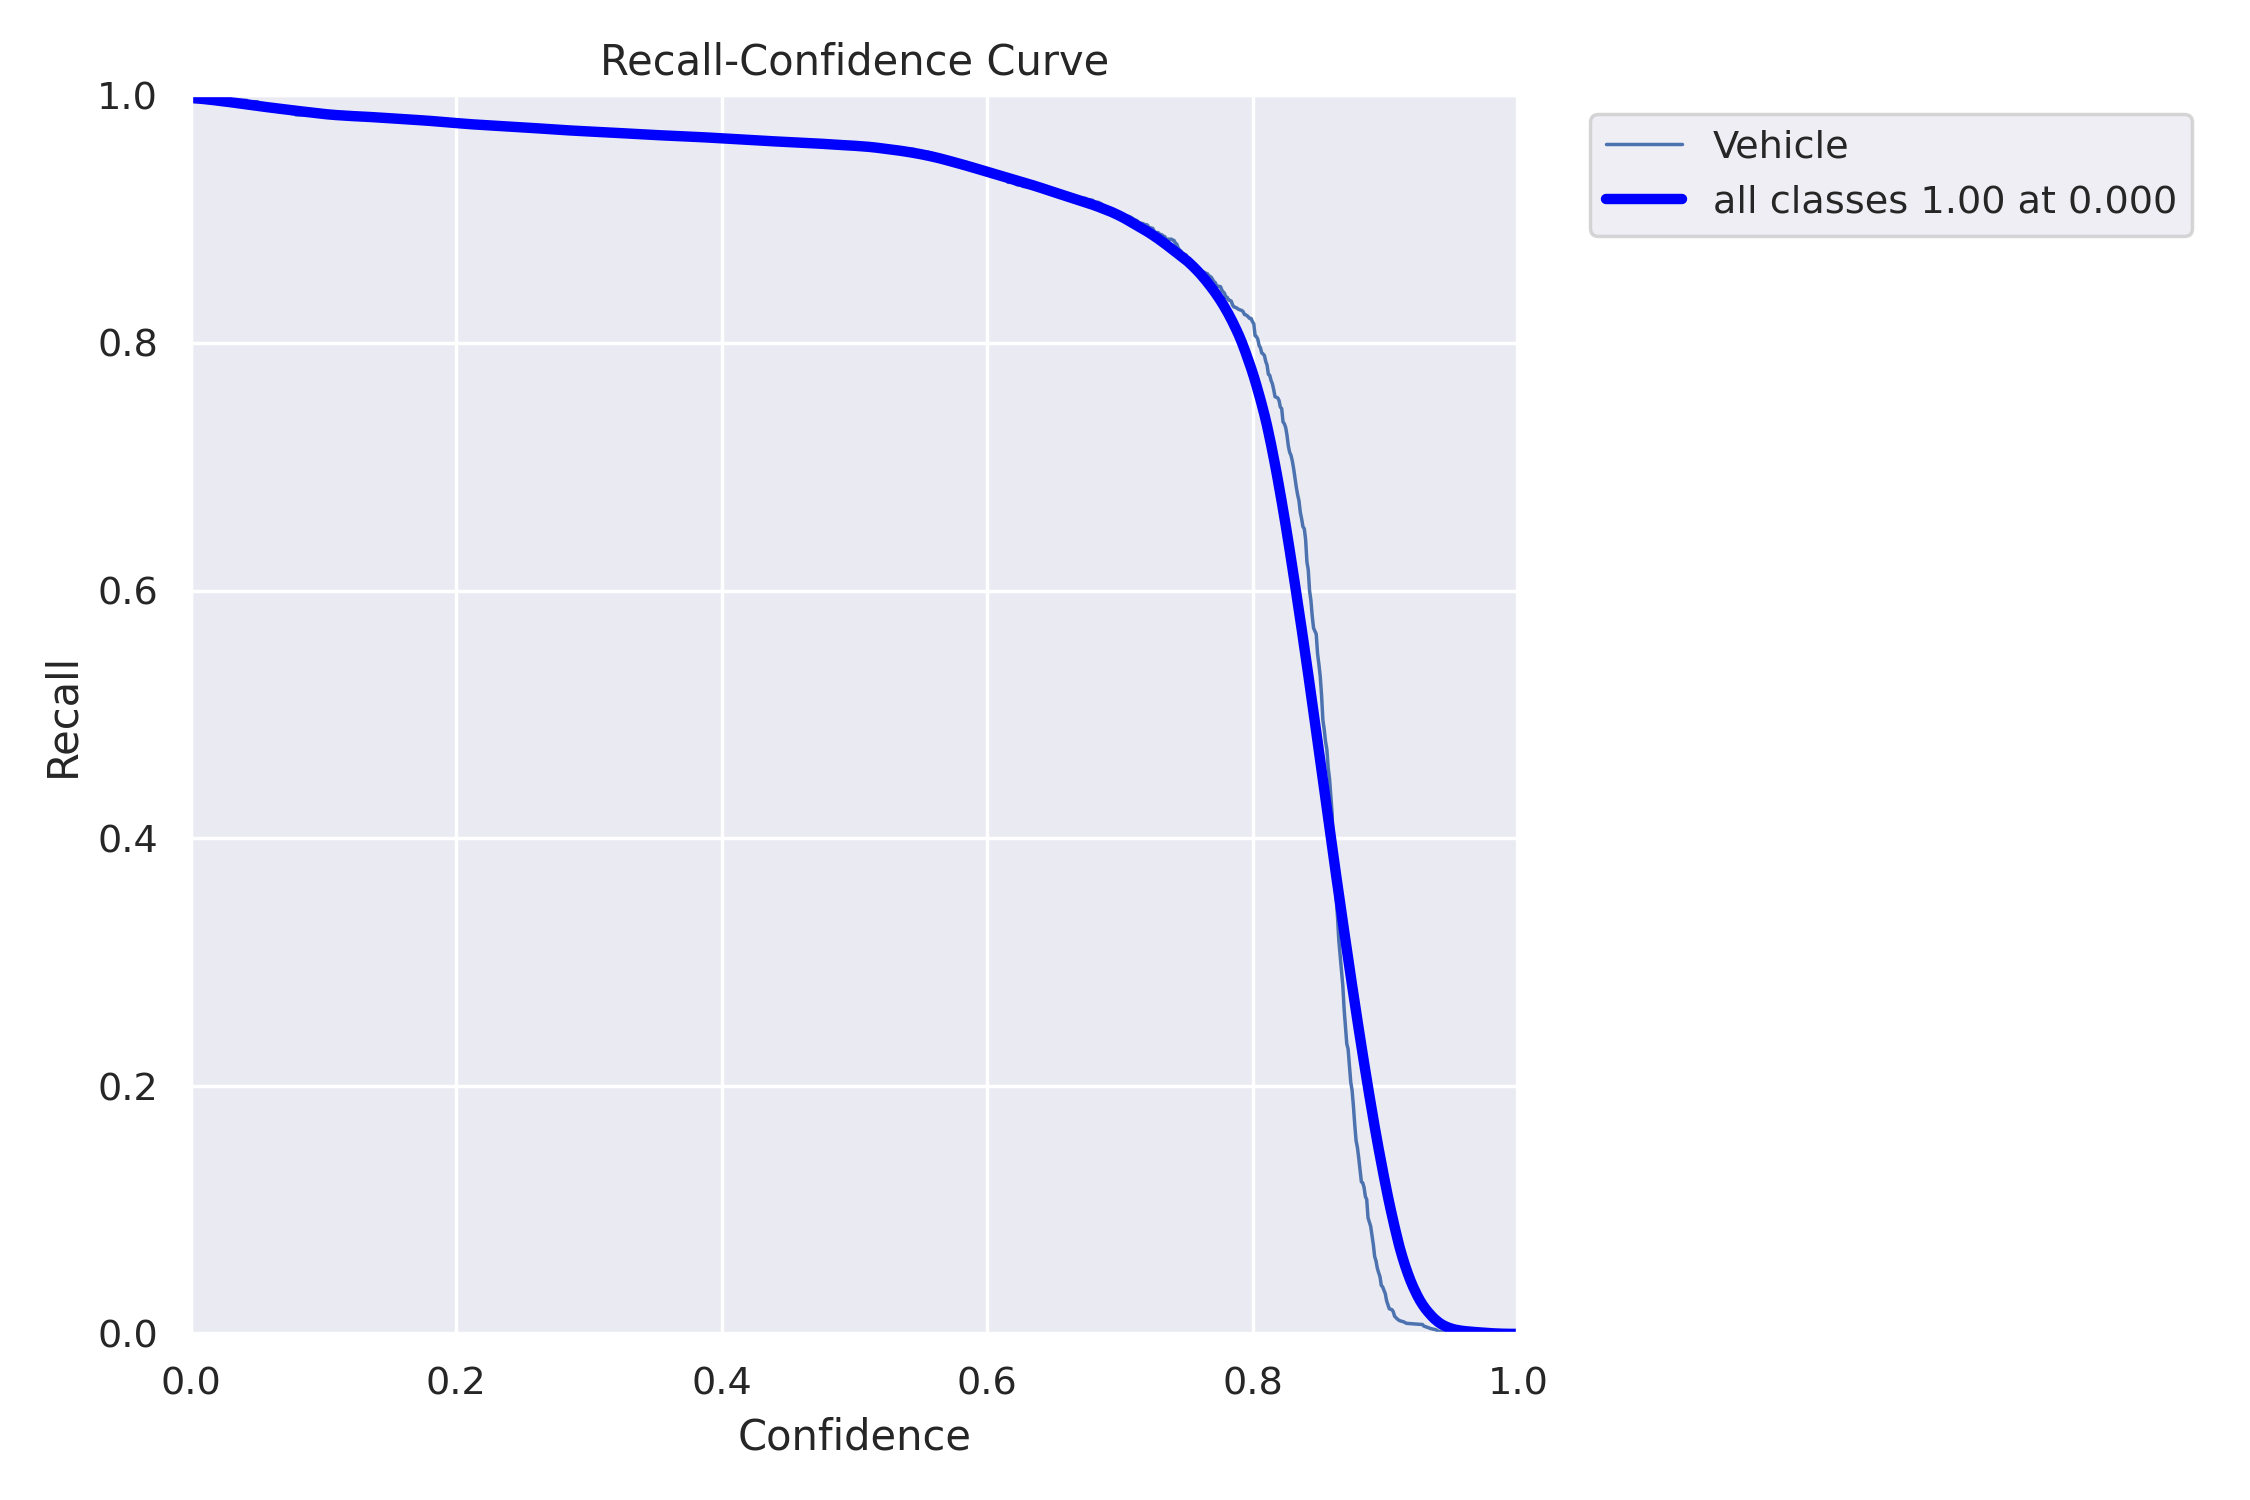 Recall-Confidence Curve
1.0
0.8
0.6
0.4
0.2
0.0
Recall
0.0 0.2 0.4 0.6 0.8 1.0
Confidence
Vehicle
all classes 1.00 at 0.000